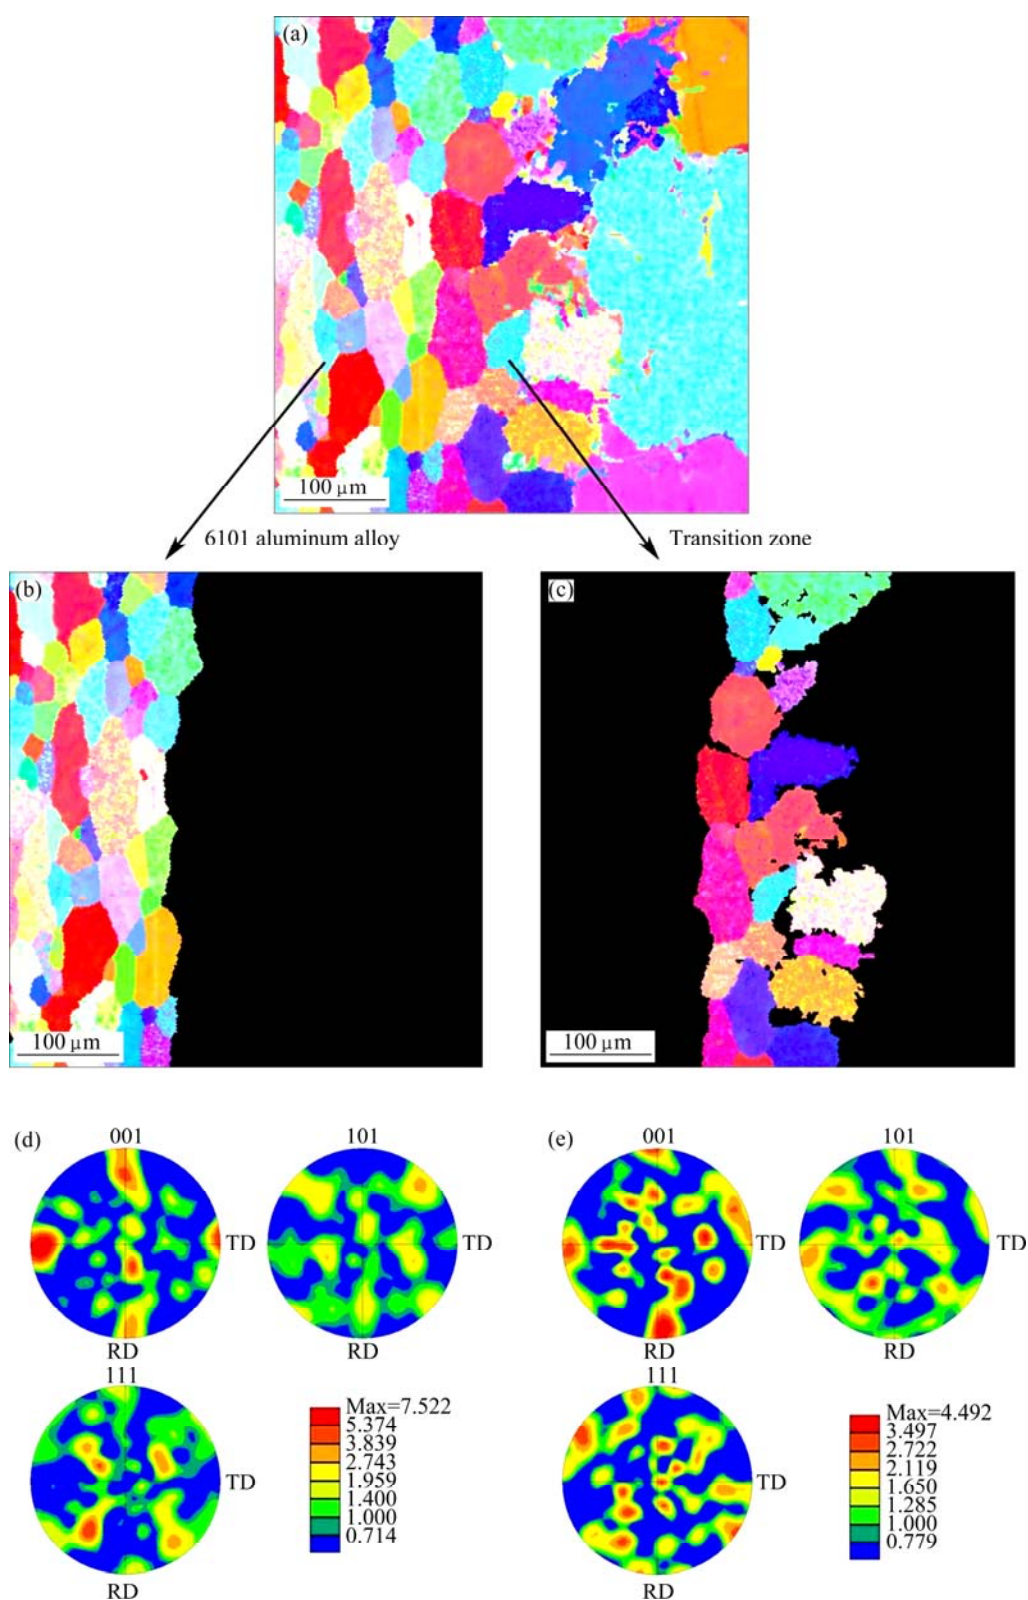 (a)
100 μm
6101 aluminum alloy
Transition zone
(b)
100 μm
(c)
100 μm
(d)
001
TD
RD
101
TD
RD
111
TD
RD
Max=7.522
5.374
3.839
2.743
1.959
1.400
1.000
0.714
(e)
001
TD
RD
101
TD
RD
111
TD
RD
Max=4.492
3.497
2.722
2.119
1.650
1.285
1.000
0.779